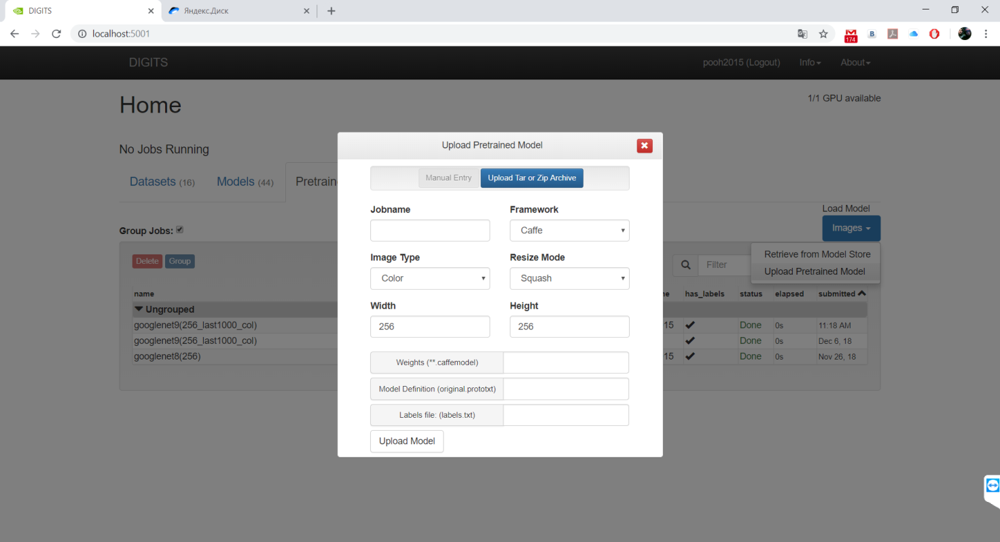 DIGITS
Яндекс.Диск
localhost:5001
174
B
DIGITS
pooh2015 (Logout)
Info
About
Home
1/1 GPU available
No Jobs Running
Datasets (16)
Models (44)
Pretrain
Load Model
Images
Retrieve from Model Store
Upload Pretrained Model
Group Jobs:
Delete
Group
Filter
name
has_labels
status
elapsed
submitted
Ungrouped
googlenet9(256_last1000_col)
15
Done
0s
11:18 AM
googlenet9(256_last1000_col)
Done
0s
Dec 6, 18
googlenet8(256)
15
Done
0s
Nov 26, 18
Upload Pretrained Model
Manual Entry
Upload Tar or Zip Archive
Jobname
Framework
Caffe
Image Type
Resize Mode
Color
Squash
Width
Height
256
256
Weights (**.caffemodel)
Model Definition (original.prototxt)
Labels file: (labels.txt)
Upload Model